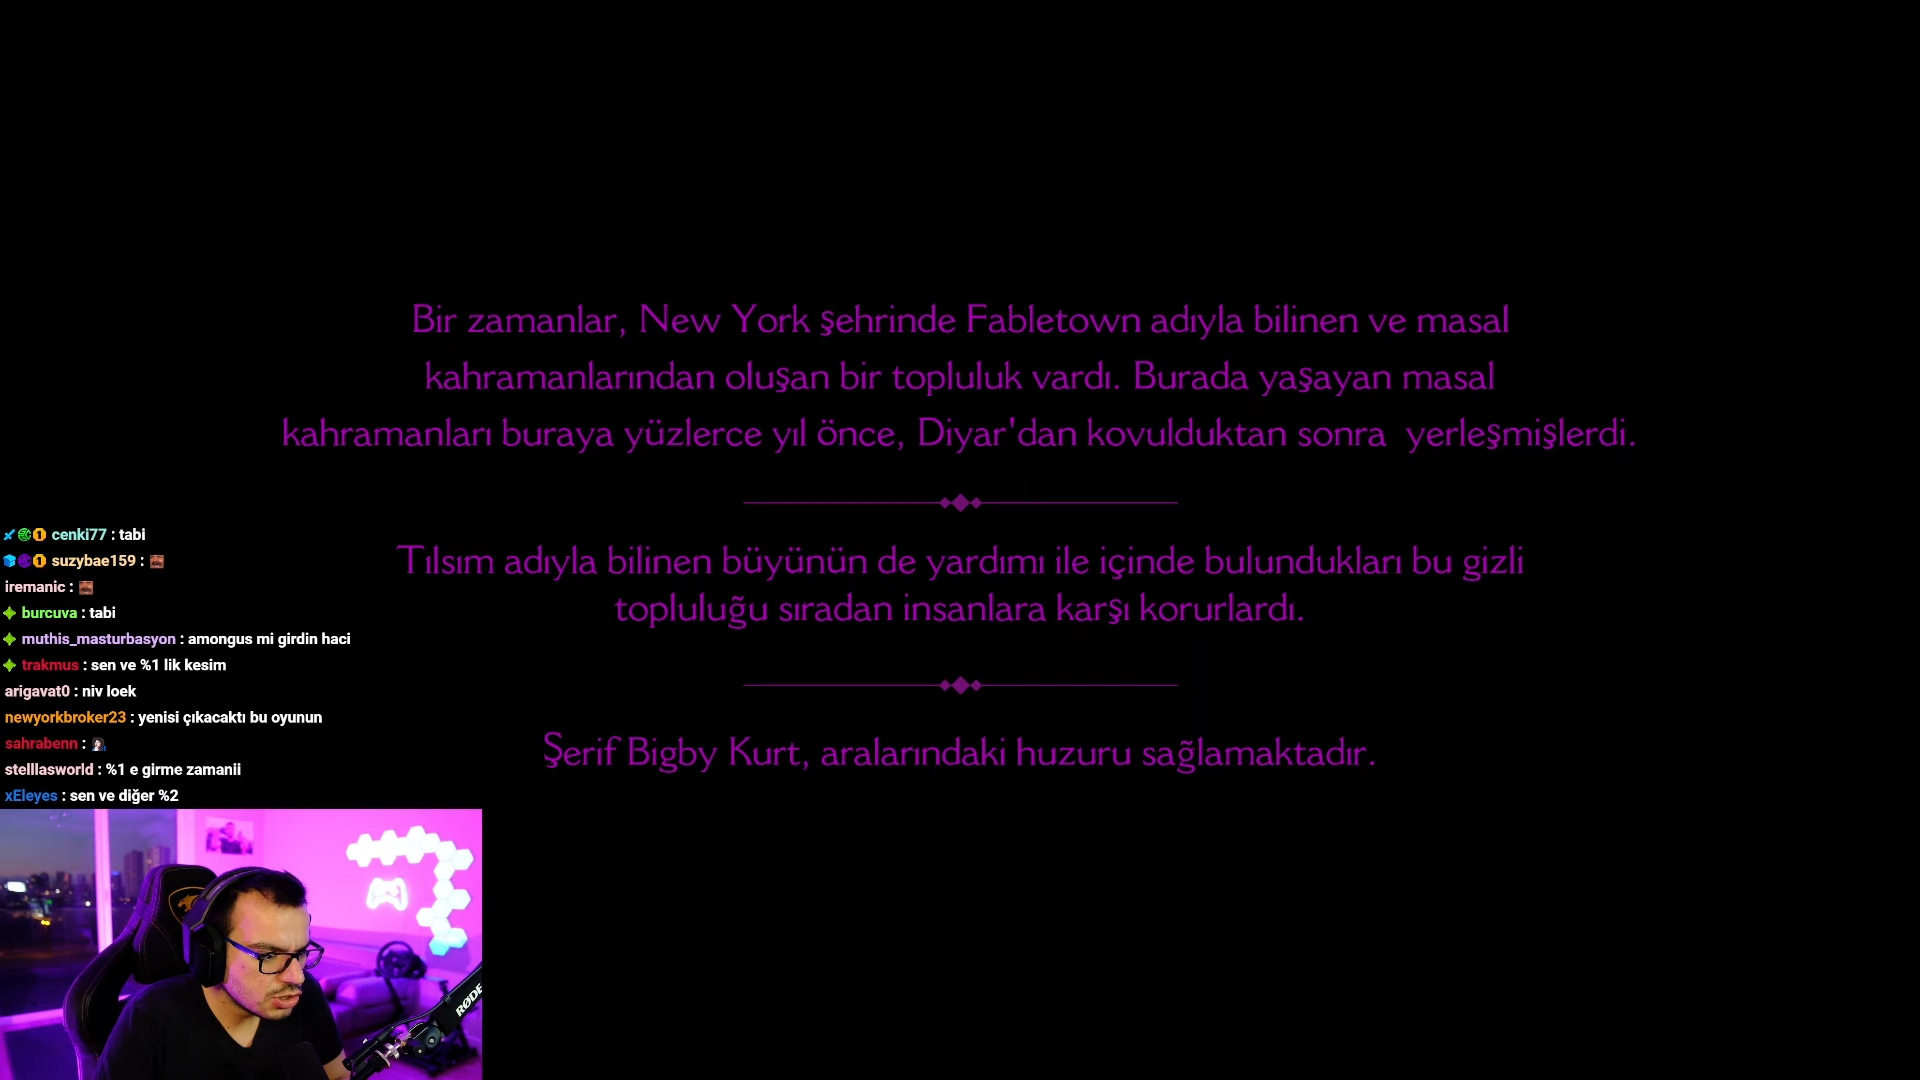 Bir zamanlar, New York şehrinde Fabletown adıyla bilinen ve masal
kahramanlarından oluşan bir topluluk vardı. Burada yaşayan masal
kahramanları buraya yüzlerce yıl önce, Diyar'dan kovulduktan sonra  yerleşmişlerdi.
Tılsım adıyla bilinen büyünün de yardımı ile içinde bulundukları bu gizli
topluluğu sıradan insanlara karşı korurlardı.
Şerif Bigby Kurt, aralarındaki huzuru sağlamaktadır.
1 cenki77 : tabi
1 suzybae159 :
iremanic :
burcuva : tabi
muthis_masturbasyon : amongus mi girdin haci
trakmus : sen ve %1 lik kesim
arigavat0 : niv loek
newyorkbroker23 : yenisi çıkacaktı bu oyunun
sahrabenn :
stelllasworld : %1 e girme zamanii
xEleyes : sen ve diğer %2
RØDE